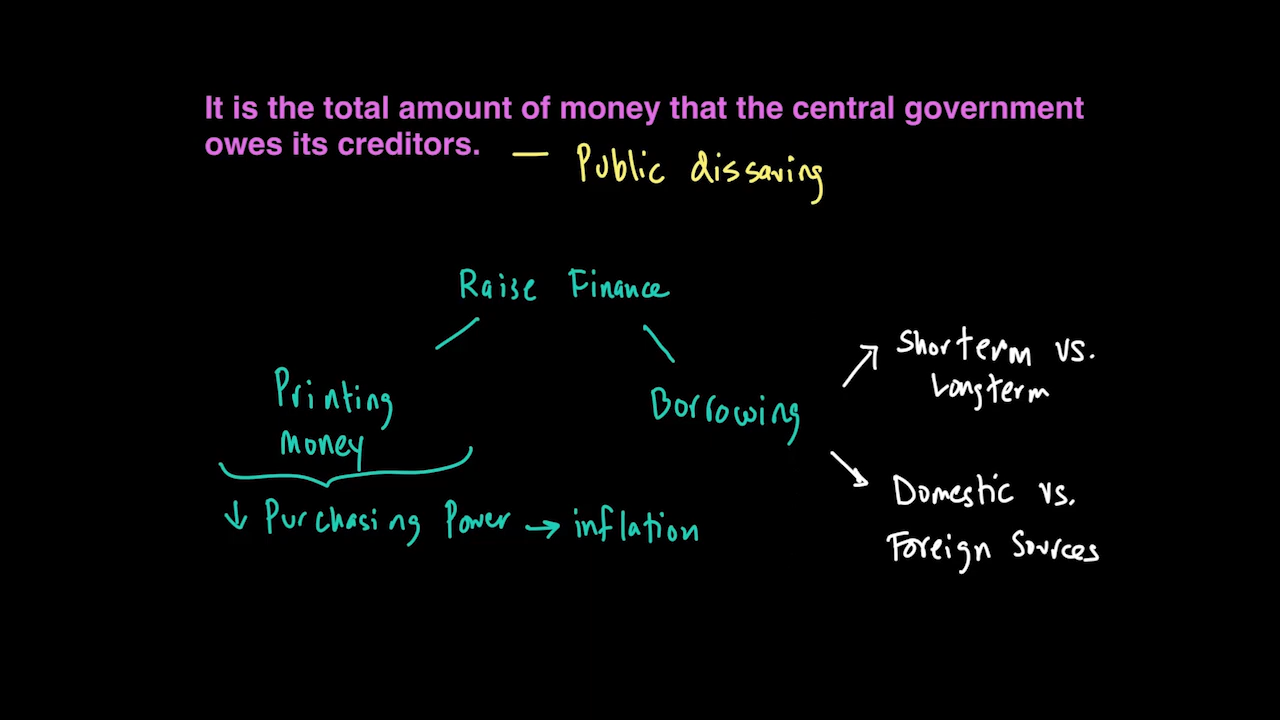 It is the total amount of money that the central government
owes its creditors. — Public dissaving
Raise Finance
Printing
money
Borrowing
Shorterm vs.
Longterm
↓ Purchasing Power → inflation
Domestic vs.
Foreign Sources